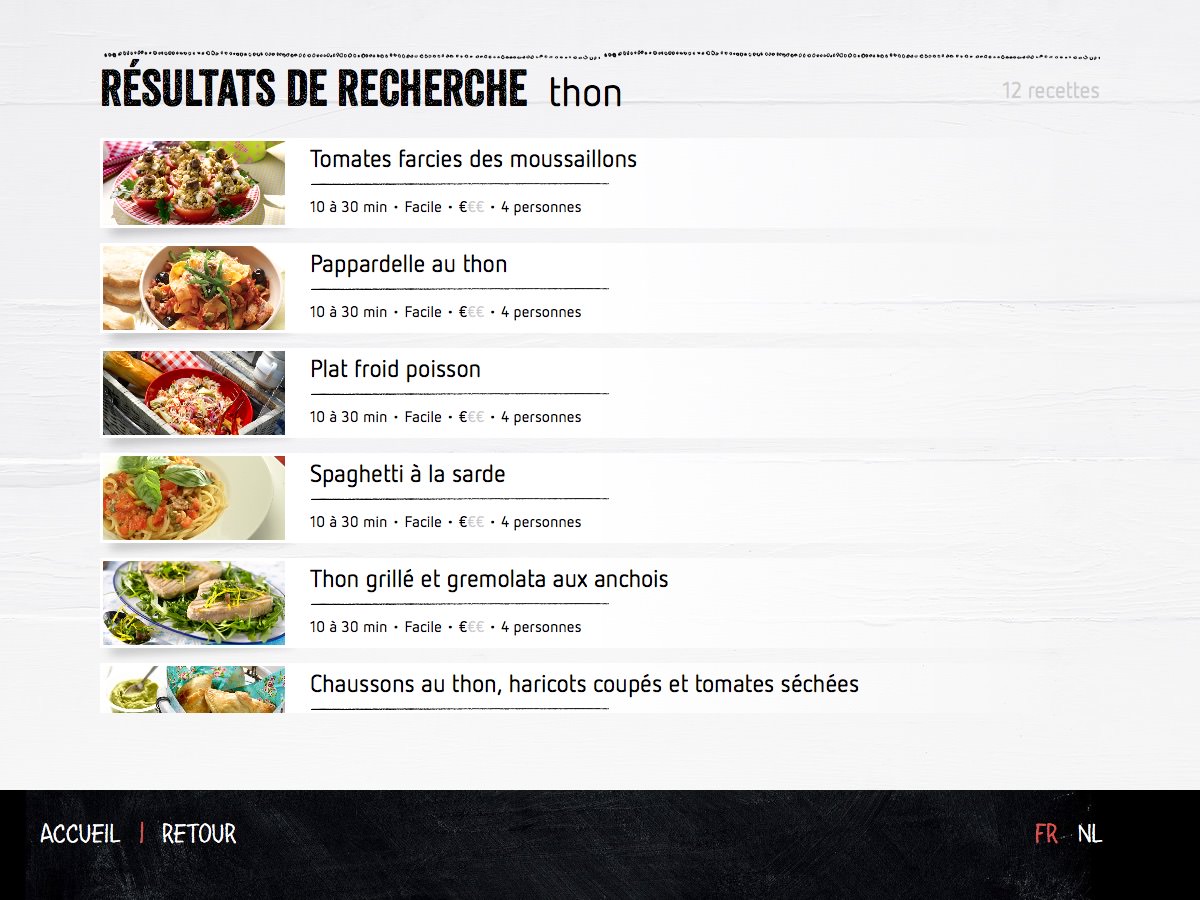 RÉSULTATS DE RECHERCHE thon
12 recettes
Tomates farcies des moussaillons
10 à 30 min • Facile • €€€ • 4 personnes
Pappardelle au thon
10 à 30 min • Facile • €€€ • 4 personnes
Plat froid poisson
10 à 30 min • Facile • €€€ • 4 personnes
Spaghetti à la sarde
10 à 30 min • Facile • €€€ • 4 personnes
Thon grillé et gremolata aux anchois
10 à 30 min • Facile • €€€ • 4 personnes
Chaussons au thon, haricots coupés et tomates séchées
ACCUEIL | RETOUR
FR NL